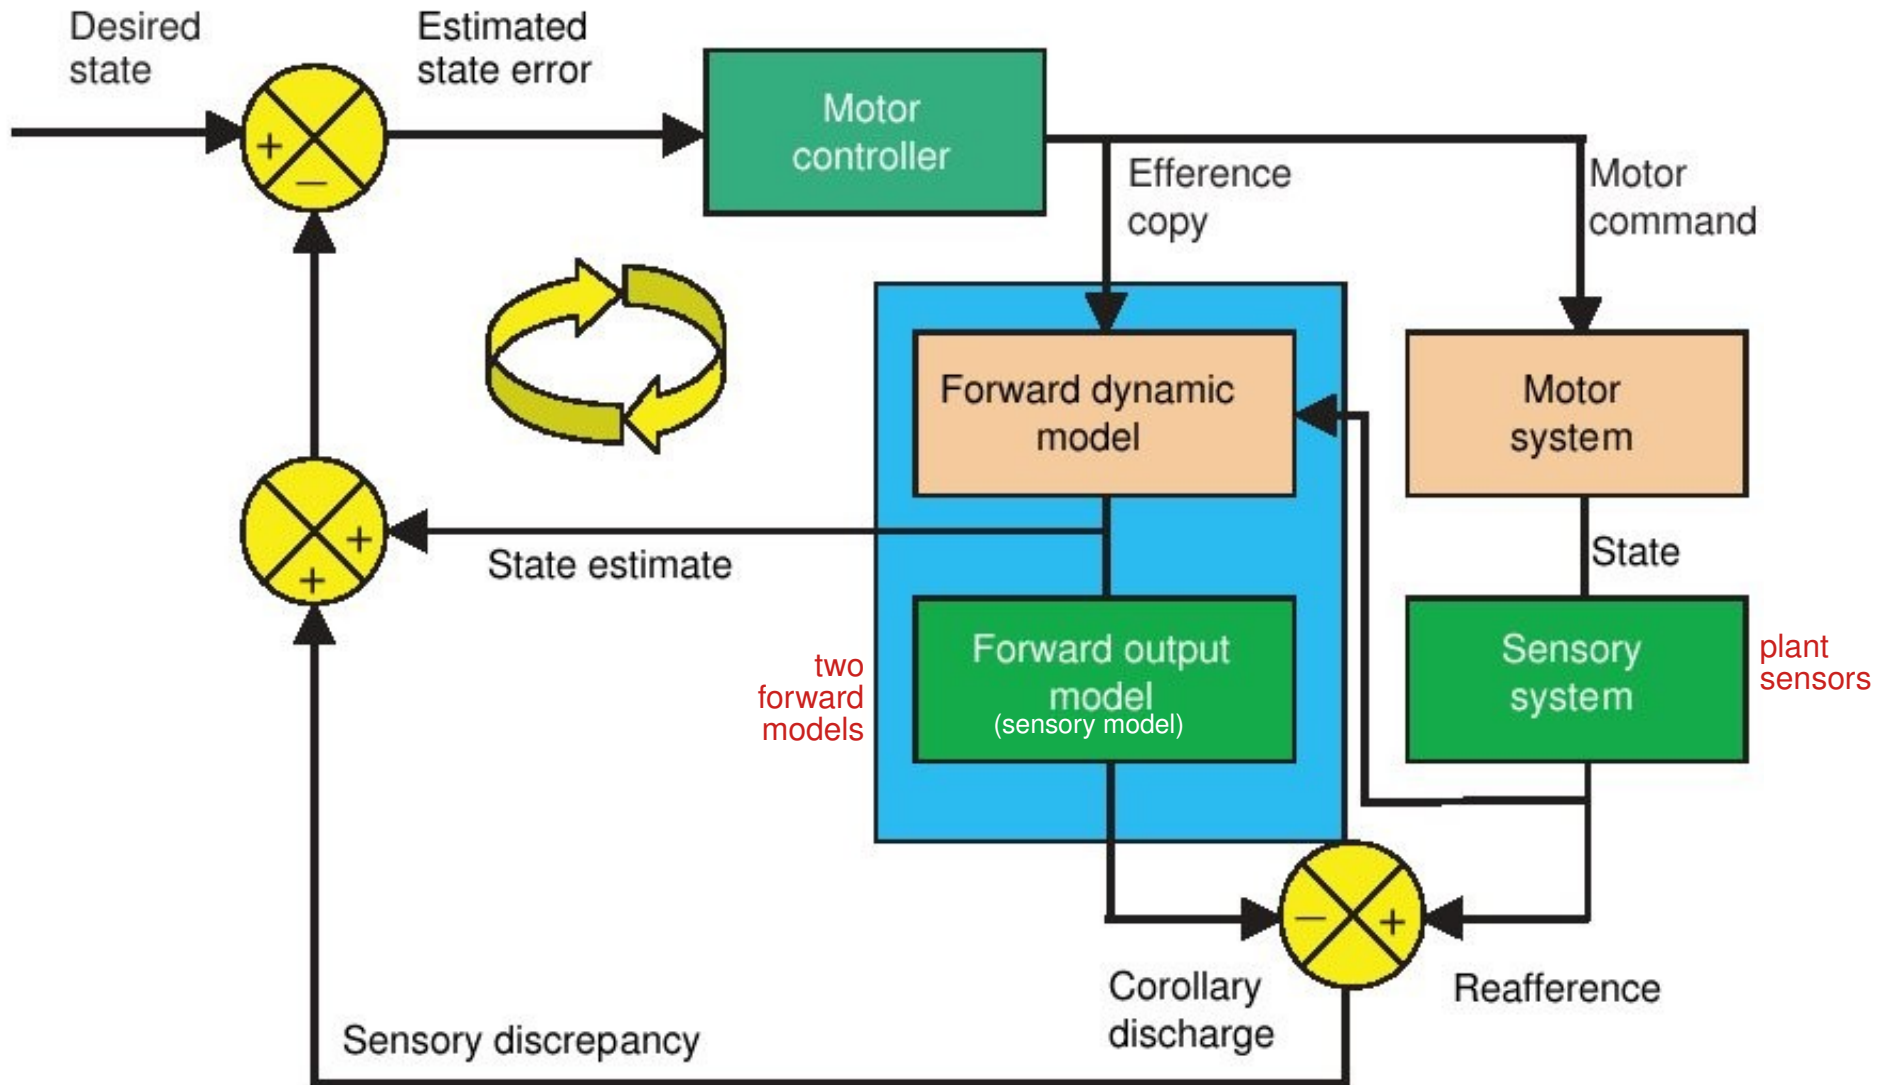 Desired
state
Estimated
state error
Motor
controller
Efference
copy
Motor
command
+
–
Forward dynamic
model
Motor
system
+
+
State estimate
State
two
forward
models
Forward output
model
(sensory model)
Sensory
system
plant
sensors
–
+
Corollary
discharge
Reafference
Sensory discrepancy